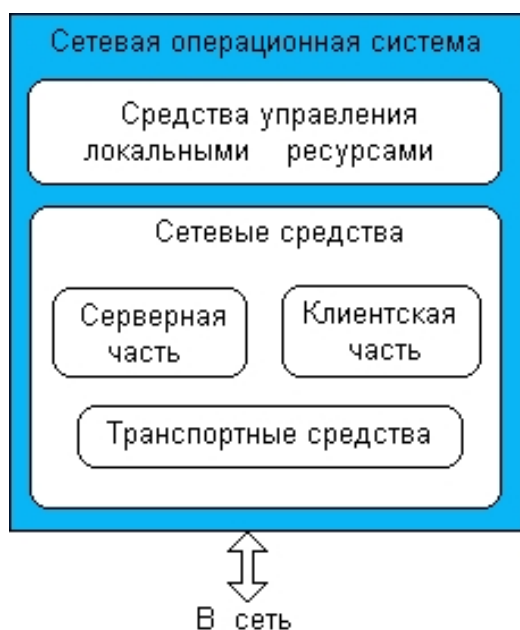 Сетевая операционная система
Средства управления
локальными ресурсами
Сетевые средства
Серверная
часть
Клиентская
часть
Транспортные средства
В сеть